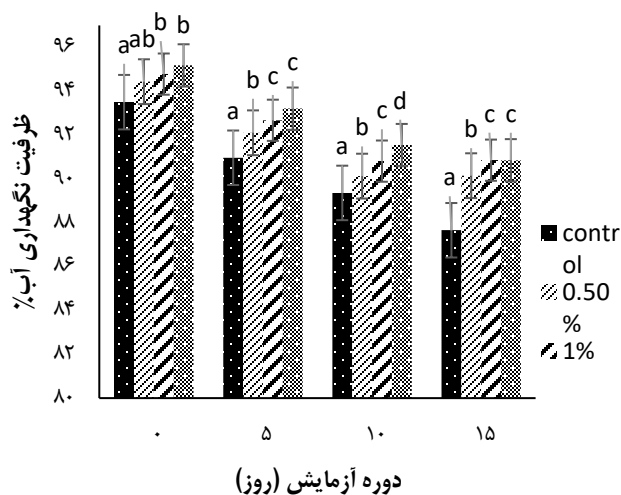 ظرفیت نگهداری آب%
۹۶
۹۴
۹۲
۹۰
۸۸
۸۶
۸۴
۸۲
۸۰
a ab b b
a b c c
a b c d
a b c c
۰ ۵ ۱۰ ۱۵
دوره آزمایش (روز)
contr
ol
0.50
%
1%